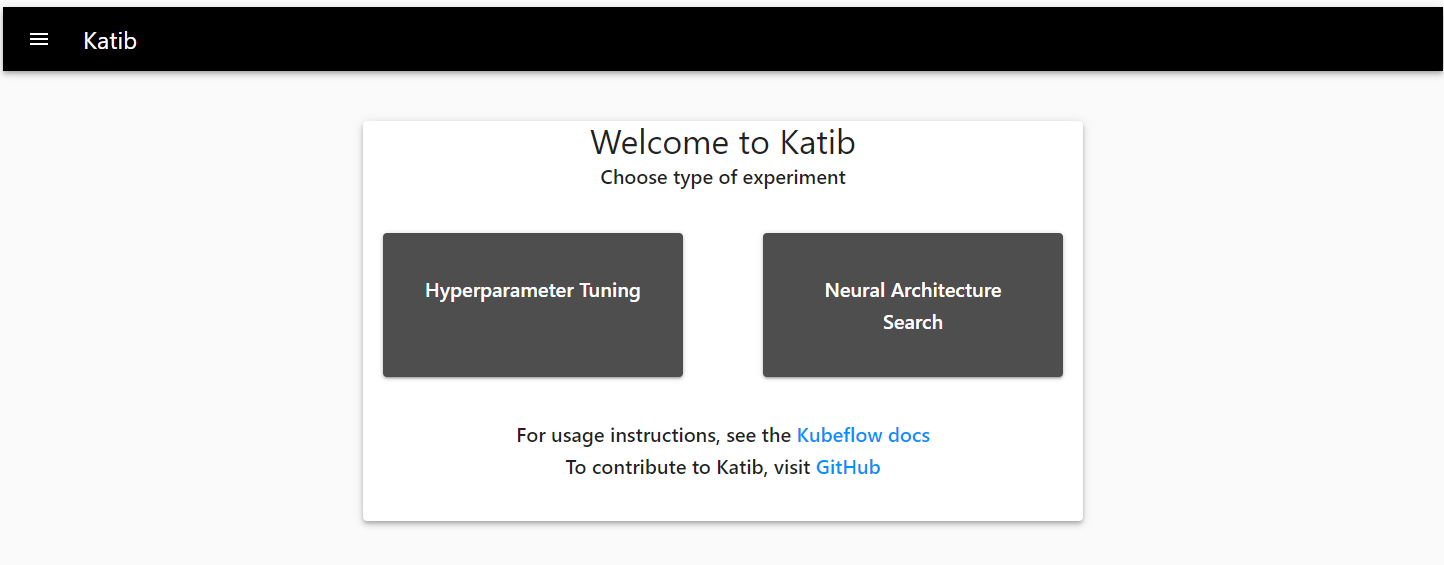 Katib
Welcome to Katib
Choose type of experiment
Hyperparameter Tuning
Neural Architecture
Search
For usage instructions, see the Kubeflow docs
To contribute to Katib, visit GitHub